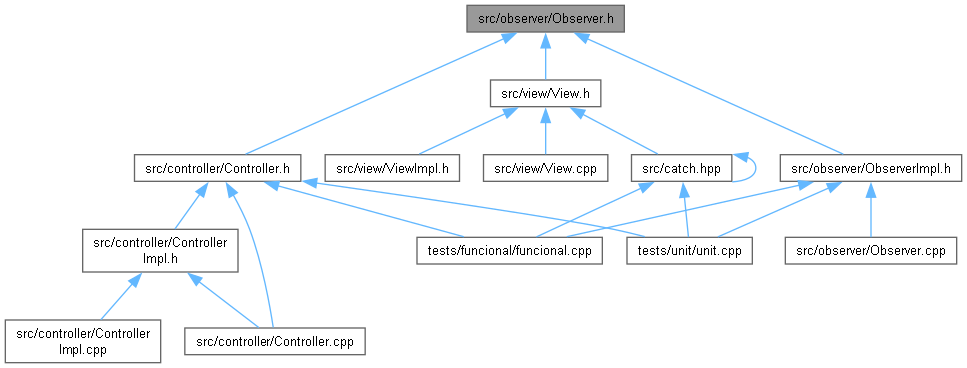 src/observer/Observer.h
src/view/View.h
src/controller/Controller.h
src/view/ViewImpl.h
src/view/View.cpp
src/catch.hpp
src/observer/ObserverImpl.h
src/controller/Controller
Impl.h
tests/funcional/funcional.cpp
tests/unit/unit.cpp
src/observer/Observer.cpp
src/controller/Controller
Impl.cpp
src/controller/Controller.cpp